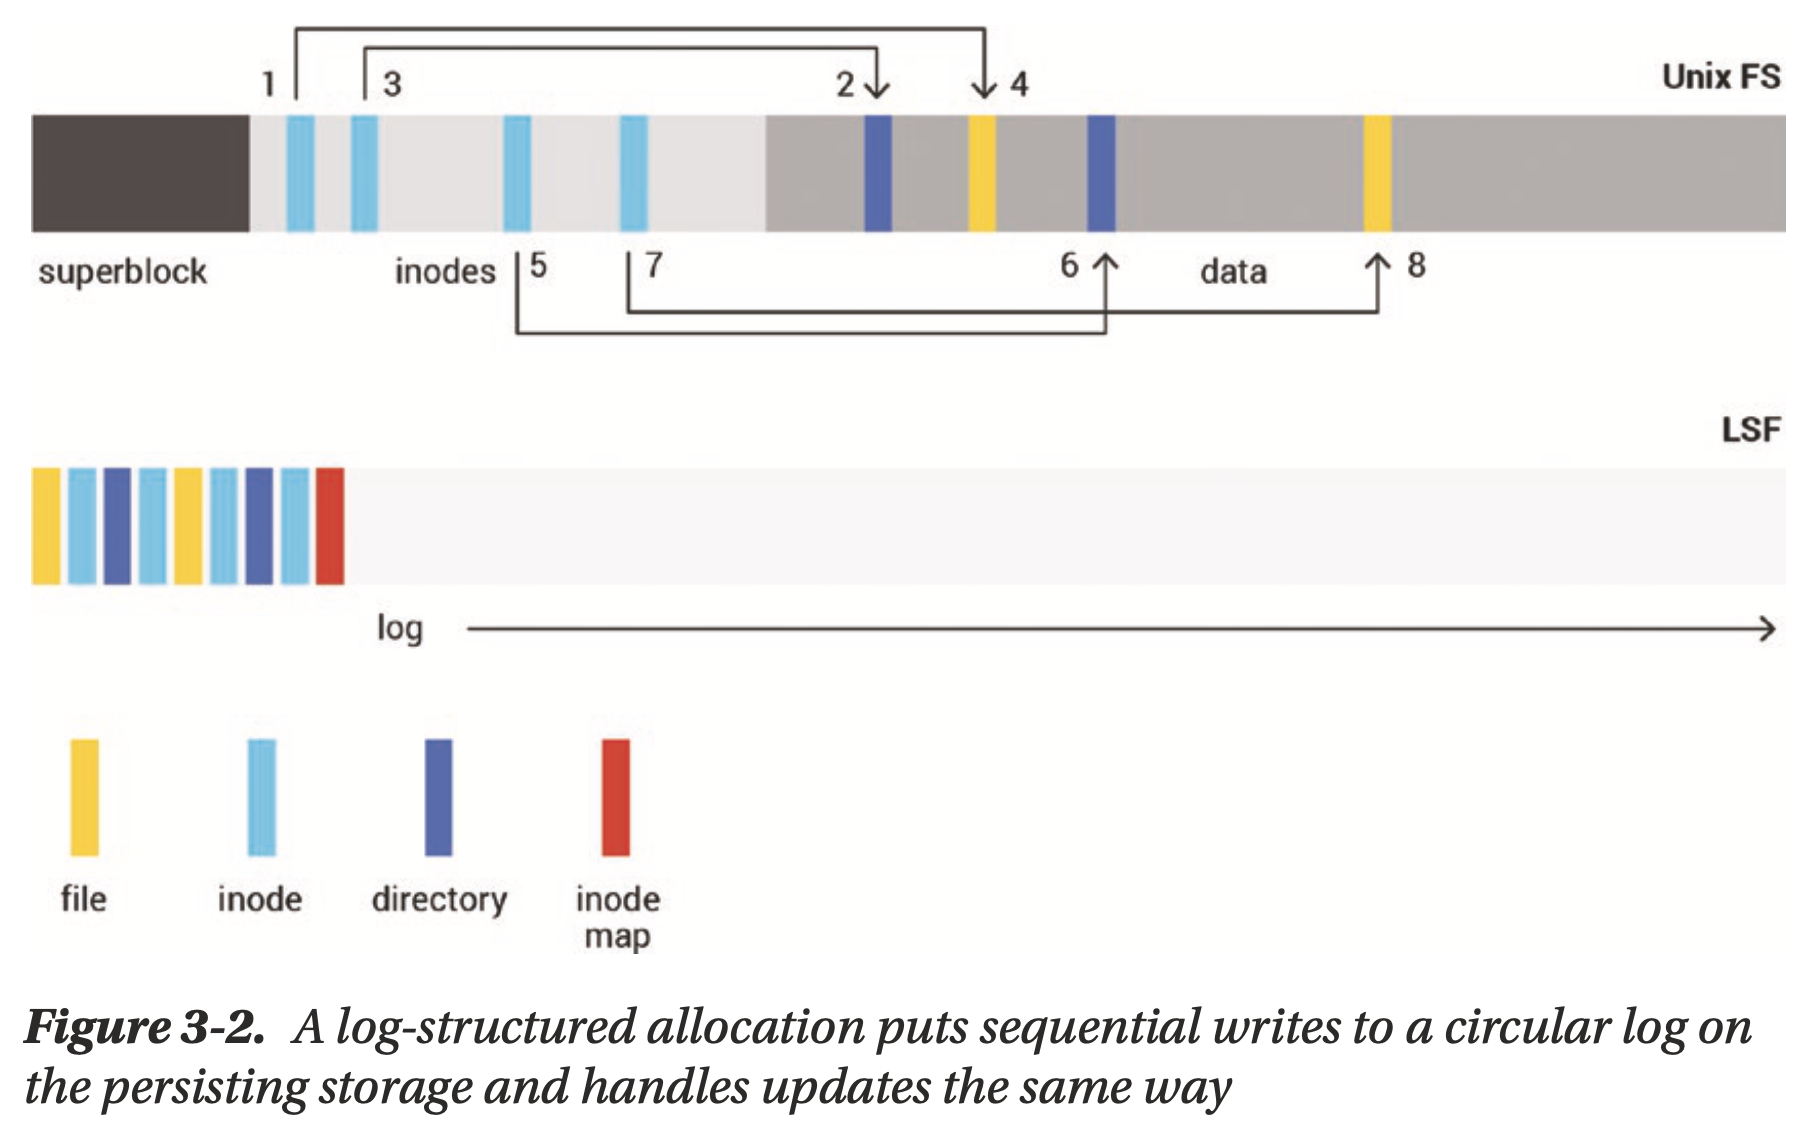 1 3 2 4 Unix FS
superblock inodes 5 7 6 data 8
LSF
log
file inode directory inode
map
Figure 3-2. A log-structured allocation puts sequential writes to a circular log on
the persisting storage and handles updates the same way